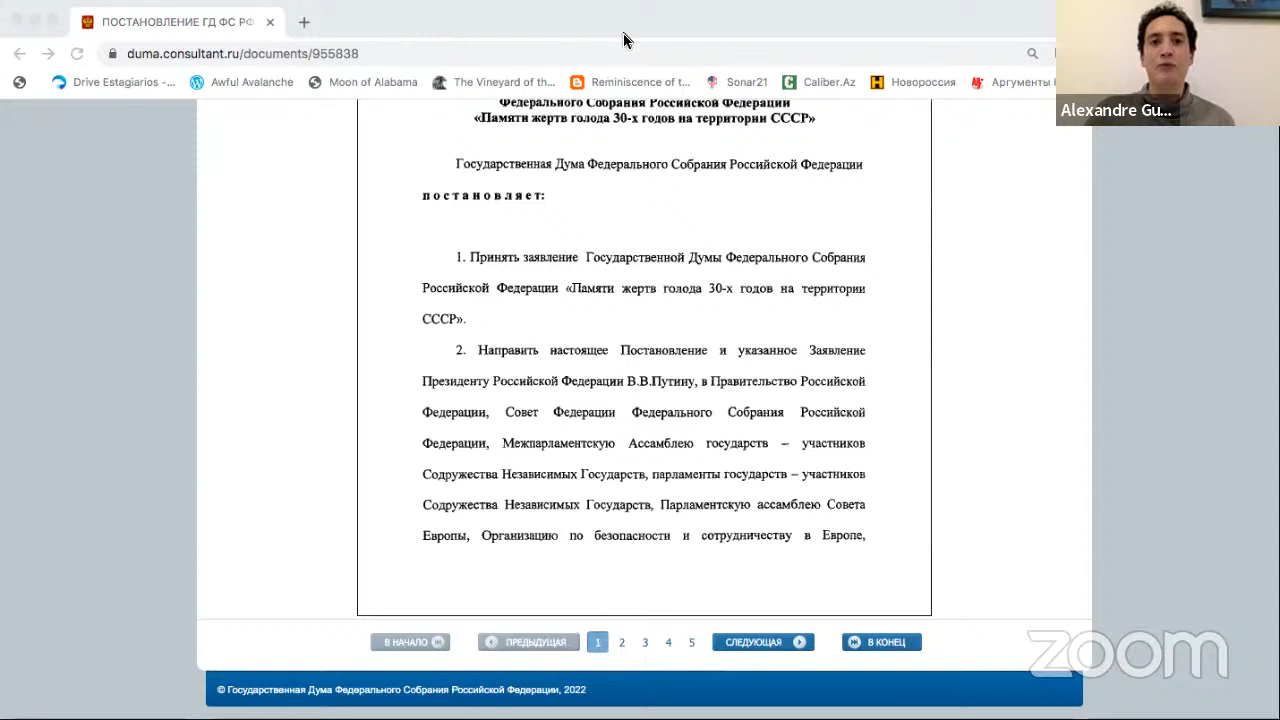 ПОСТАНОВЛЕНИЕ ГД ФС РФ
duma.consultant.ru/documents/955838
Drive Estagiarios -... Awful Avalanche Moon of Alabama The Vineyard of th... Reminiscence of t... Sonar21 Caliber.Az Новороссия Аргументы
Alexandre Gu...
Федерального Собрания Российской Федерации
«Памяти жертв голода 30-х годов на территории СССР»
Государственная Дума Федерального Собрания Российской Федерации
постановляет:
1. Принять заявление Государственной Думы Федерального Собрания
Российской Федерации «Памяти жертв голода 30-х годов на территории
СССР».
2. Направить настоящее Постановление и указанное Заявление
Президенту Российской Федерации В.В.Путину, в Правительство Российской
Федерации, Совет Федерации Федерального Собрания Российской
Федерации, Межпарламентскую Ассамблею государств – участников
Содружества Независимых Государств, парламенты государств – участников
Содружества Независимых Государств, Парламентскую ассамблею Совета
Европы, Организацию по безопасности и сотрудничеству в Европе,
В НАЧАЛО ПРЕДЫДУЩАЯ 1 2 3 4 5 СЛЕДУЮЩАЯ В КОНЕЦ
zoom
© Государственная Дума Федерального Собрания Российской Федерации, 2022